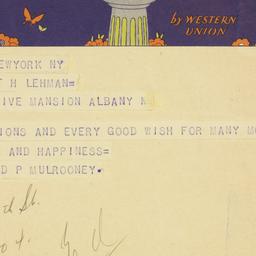 by WESTERN
UNION
EWYORK NY
T H LEHMAN=
IVE MANSION ALBANY N
IONS AND EVERY GOOD WISH FOR MANY MO
AND HAPPINESS=
D P MULROONEY.